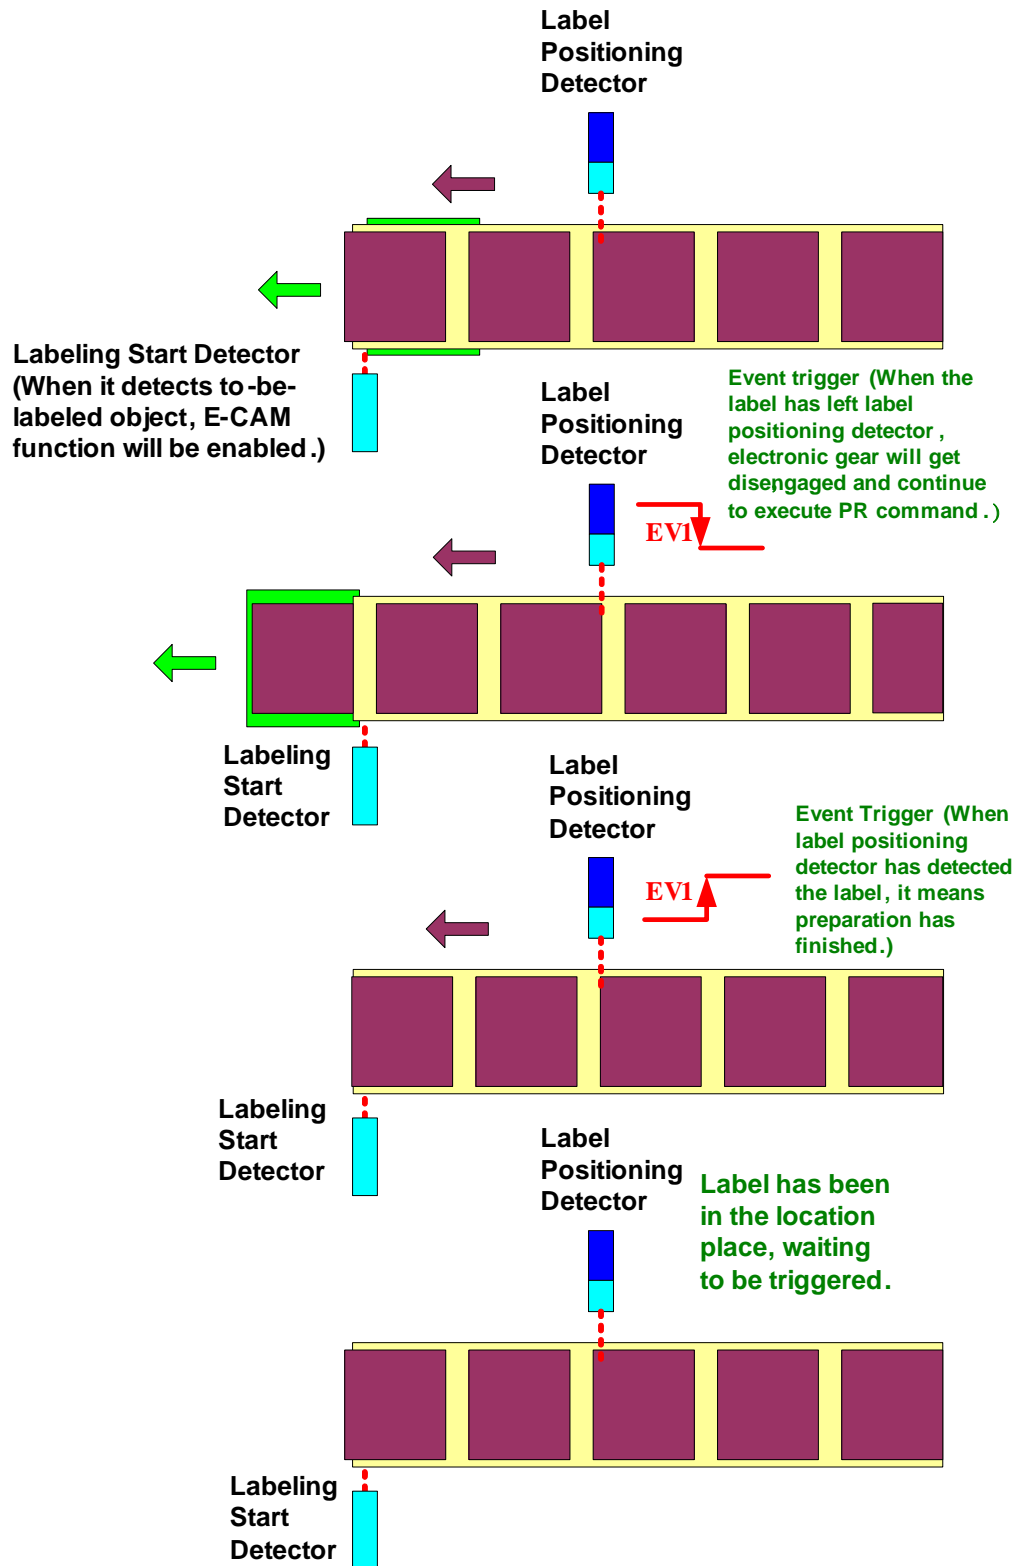 Label
Positioning
Detector
Labeling Start Detector
(When it detects to-be-
labeled object, E-CAM
function will be enabled.)
Label
Positioning
Detector
Event trigger (When the
label has left label
positioning detector,
electronic gear will get
disengaged and continue
to execute PR command.)
EV1
Labeling
Start
Detector
Label
Positioning
Detector
Event Trigger (When
label positioning
detector has detected
the label, it means
preparation has
finished.)
EV1
Labeling
Start
Detector
Label
Positioning
Detector
Label has been
in the location
place, waiting
to be triggered.
Labeling
Start
Detector